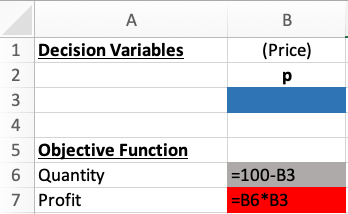 A B
1 Decision Variables (Price)
2 p
3
4
5 Objective Function
6 Quantity =100-B3
7 Profit =B6*B3